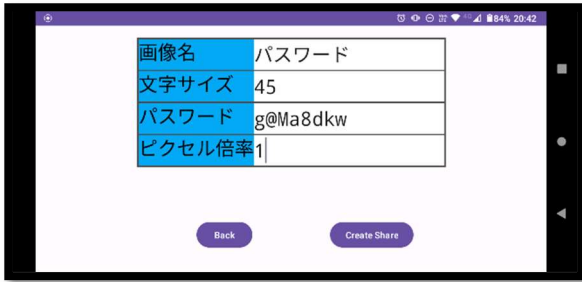 84% 20:42
画像名 パスワード
文字サイズ 45
パスワード g@Ma8dkw
ピクセル倍率 1
Back Create Share